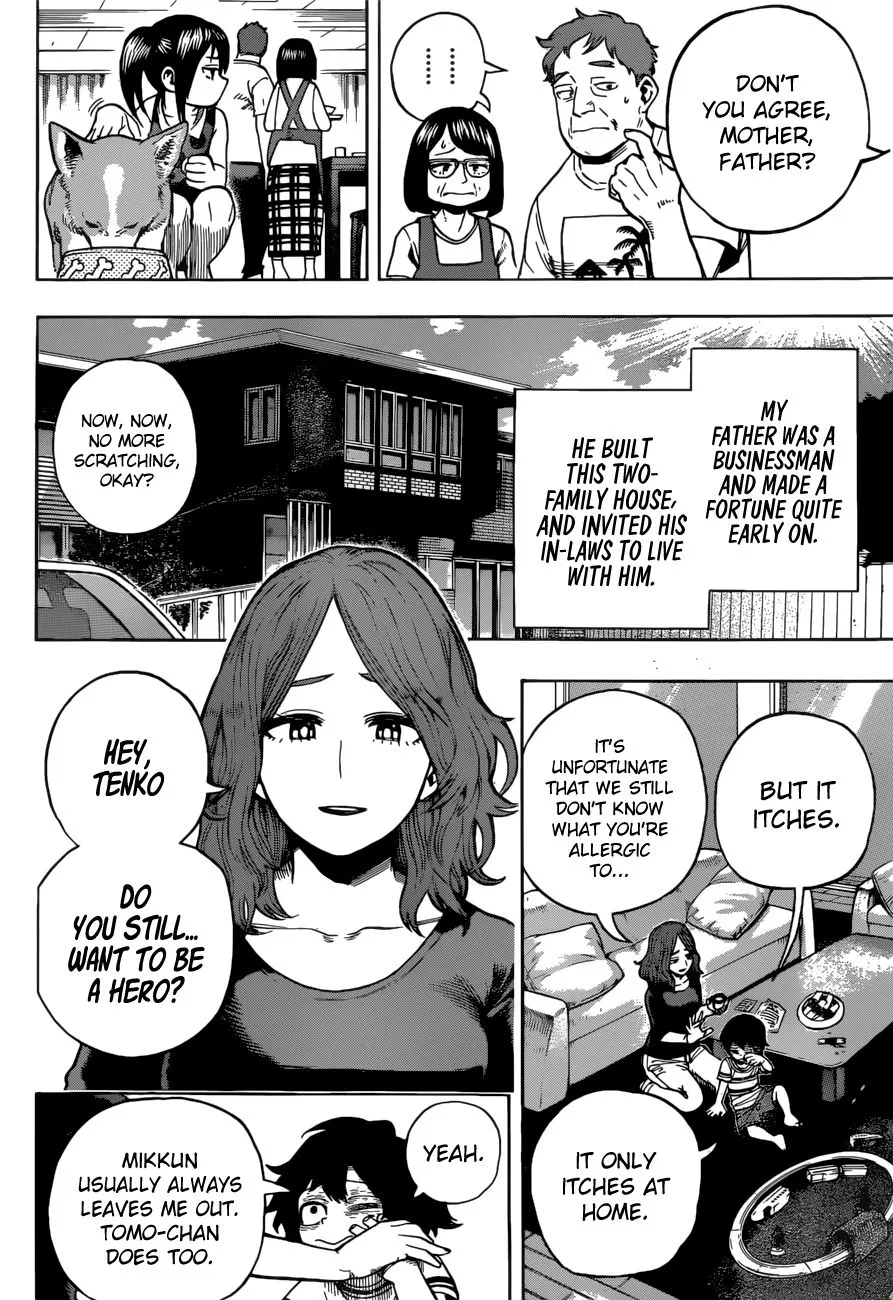 DON'T
YOU AGREE,
MOTHER,
FATHER?
......
MY
FATHER WAS A
BUSINESSMAN
AND MADE A
FORTUNE QUITE
EARLY ON.
HE BUILT
THIS TWO-
FAMILY HOUSE,
AND INVITED HIS
IN-LAWS TO LIVE
WITH HIM.
NOW, NOW,
NO MORE
SCRATCHING,
OKAY?
BUT IT
ITCHES.
IT'S
UNFORTUNATE
THAT WE STILL
DON'T KNOW
WHAT YOU'RE
ALLERGIC
TO...
IT ONLY
ITCHES AT
HOME.
HEY,
TENKO
DO
YOU STILL...
WANT TO BE
A HERO?
YEAH.
MIKKUN
USUALLY ALWAYS
LEAVES ME OUT.
TOMO-CHAN
DOES TOO.